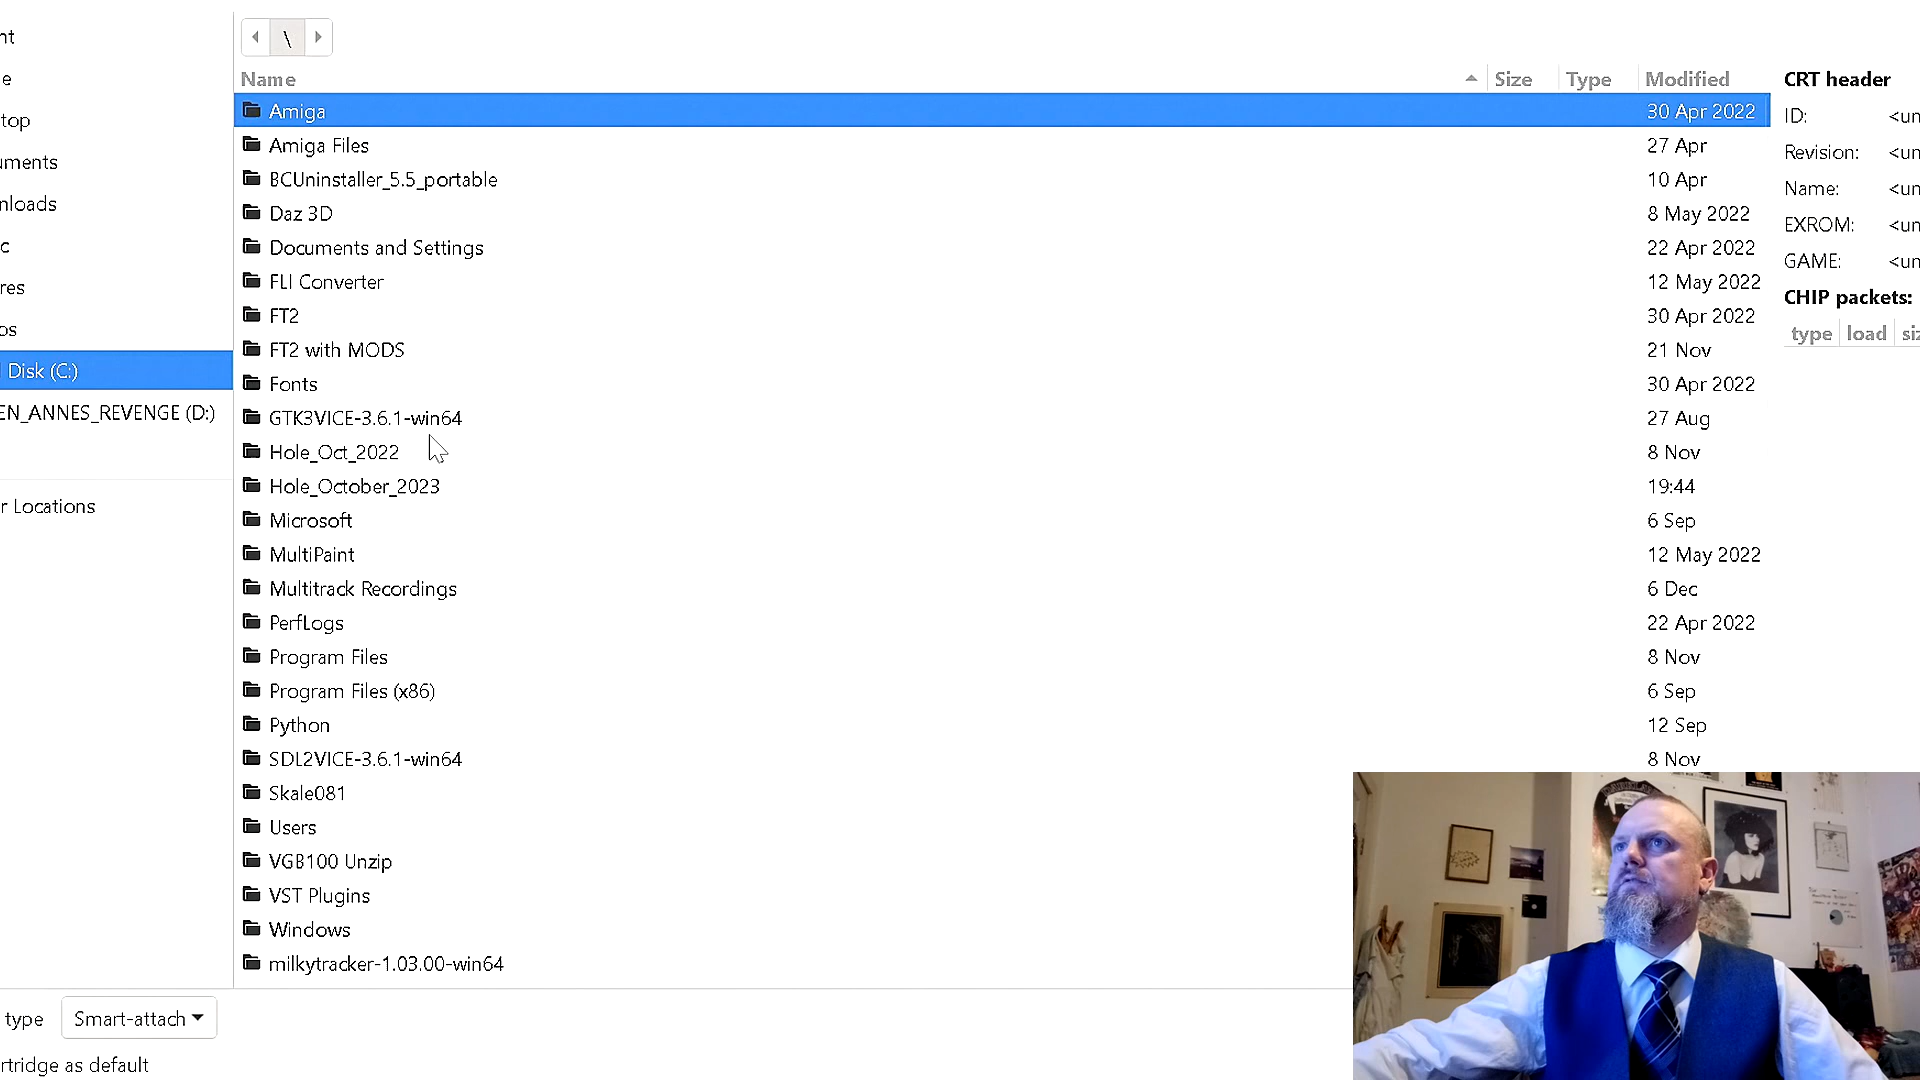 nt
e
top
uments
nloads
c
res
os
Disk (C:)
EN_ANNES_REVENGE (D:)
r Locations
\
Name Size Type Modified
Amiga 30 Apr 2022
Amiga Files 27 Apr
BCUninstaller_5.5_portable 10 Apr
Daz 3D 8 May 2022
Documents and Settings 22 Apr 2022
FLI Converter 12 May 2022
FT2 30 Apr 2022
FT2 with MODS 21 Nov
Fonts 30 Apr 2022
GTK3VICE-3.6.1-win64 27 Aug
Hole_Oct_2022 8 Nov
Hole_October_2023 19:44
Microsoft 6 Sep
MultiPaint 12 May 2022
Multitrack Recordings 6 Dec
PerfLogs 22 Apr 2022
Program Files 8 Nov
Program Files (x86) 6 Sep
Python 12 Sep
SDL2VICE-3.6.1-win64 8 Nov
Skale081
Users
VGB100 Unzip
VST Plugins
Windows
milkytracker-1.03.00-win64
CRT header
ID: <un
Revision: <un
Name: <un
EXROM: <un
GAME: <un
CHIP packets:
type load siz
type Smart-attach
rtridge as default